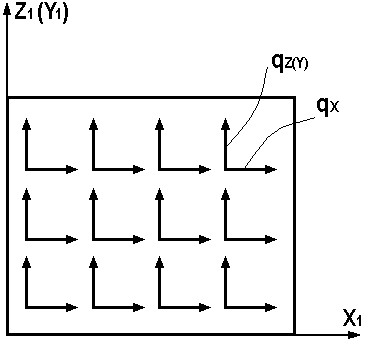 Z1 (Y1)
qZ(Y)
qX
X1